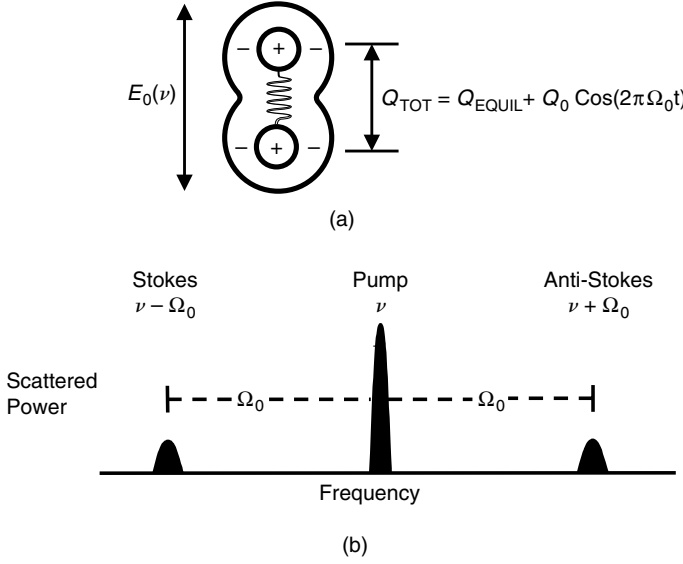 E₀(ν)
− + −
− + −
Q_TOT = Q_EQUIL + Q₀ Cos(2πΩ₀t)
(a)
Stokes Pump Anti-Stokes
ν − Ω₀ ν ν + Ω₀
Scattered
Power
Ω₀ Ω₀
Frequency
(b)